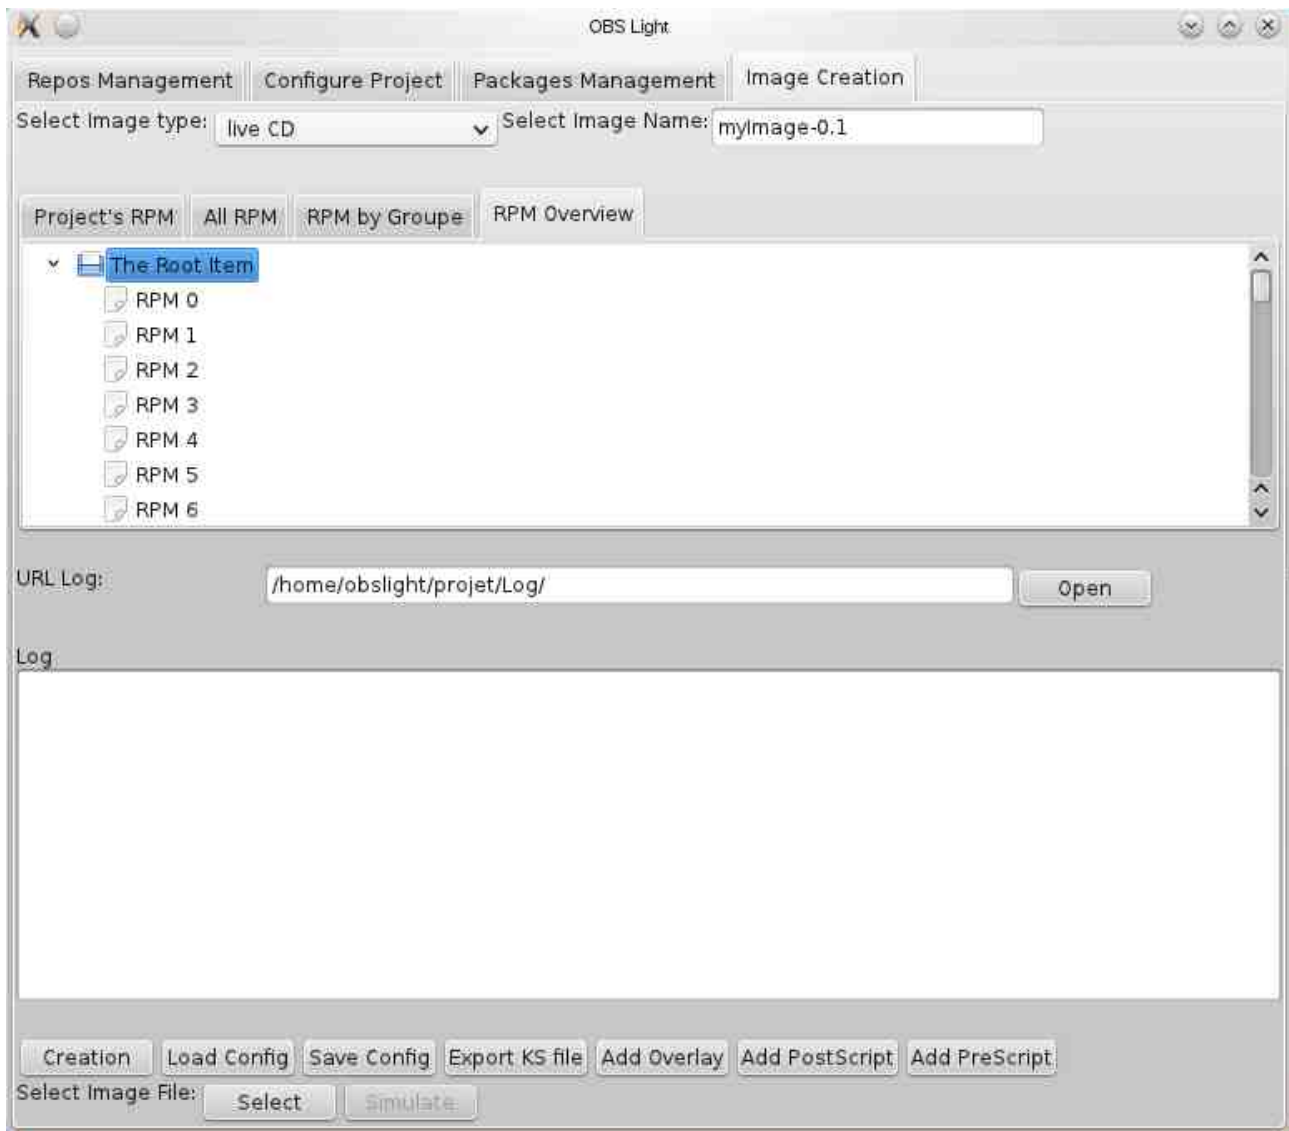 OBS Light
Repos Management Configure Project Packages Management Image Creation
Select Image type: live CD Select Image Name: myImage-0.1
Project's RPM All RPM RPM by Groupe RPM Overview
The Root Item
RPM 0
RPM 1
RPM 2
RPM 3
RPM 4
RPM 5
RPM 6
URL Log: /home/obslight/projet/Log/ Open
Log
Creation Load Config Save Config Export KS file Add Overlay Add PostScript Add PreScript
Select Image File: Select Simulate